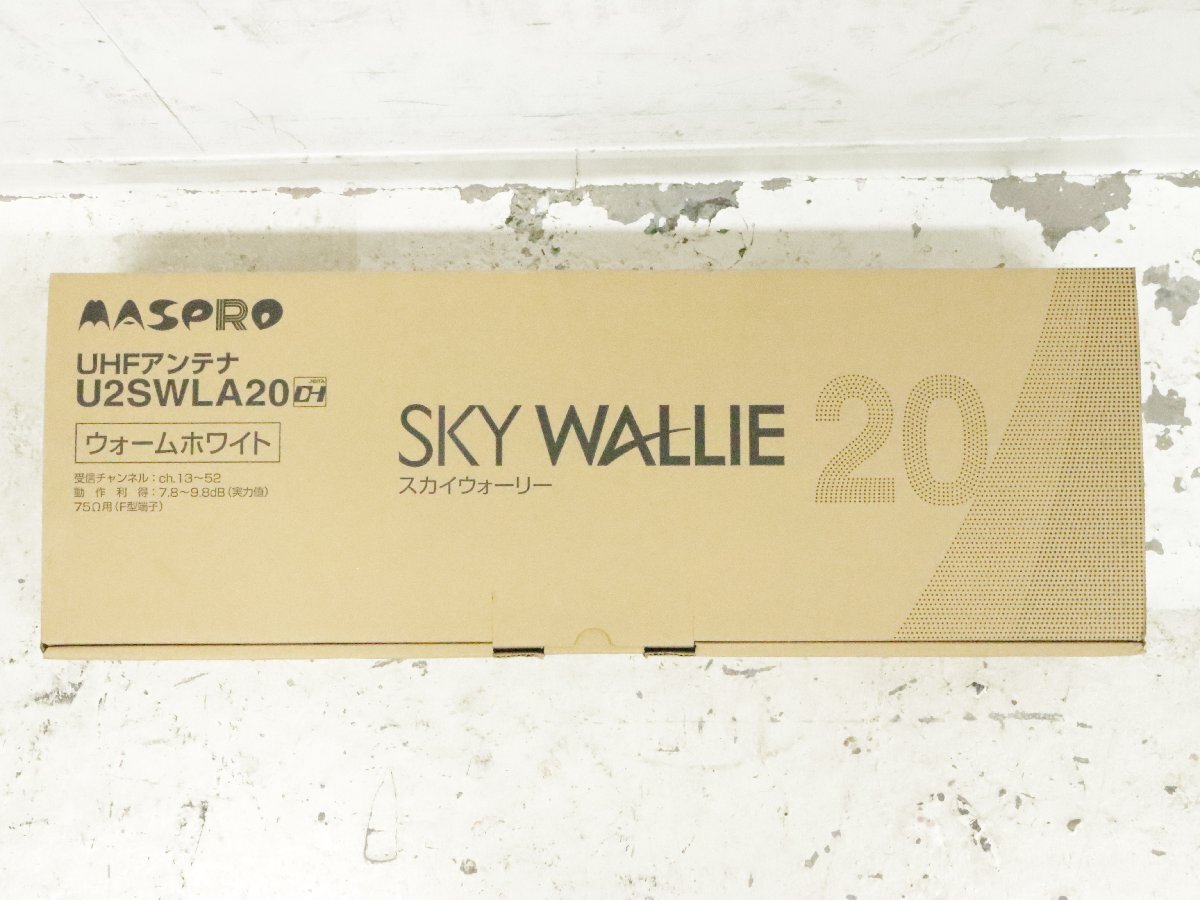 MASPRO
UHFアンテナ
U2SWLA20 DH
ウォームホワイト
受信チャンネル：ch.13〜52
動作利得：7.8〜9.8dB（実力値）
75Ω用（F型端子）
SKY WALLIE 20
スカイウォーリー